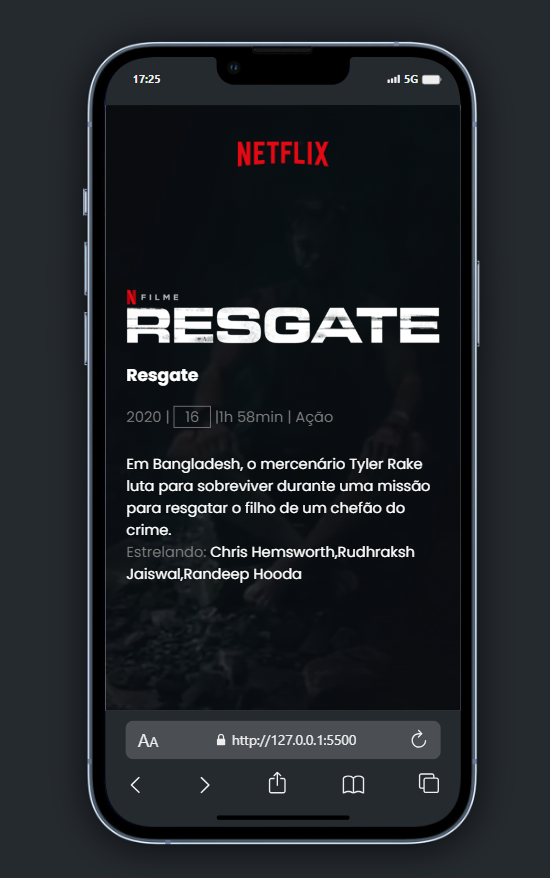 17:25
5G
NETFLIX
N FILME
RESGATE
Resgate
2020 | 16 |1h 58min | Ação
Em Bangladesh, o mercenário Tyler Rake
luta para sobreviver durante uma missão
para resgatar o filho de um chefão do
crime.
Estrelando: Chris Hemsworth,Rudhraksh
Jaiswal,Randeep Hooda
AA http://127.0.0.1:5500